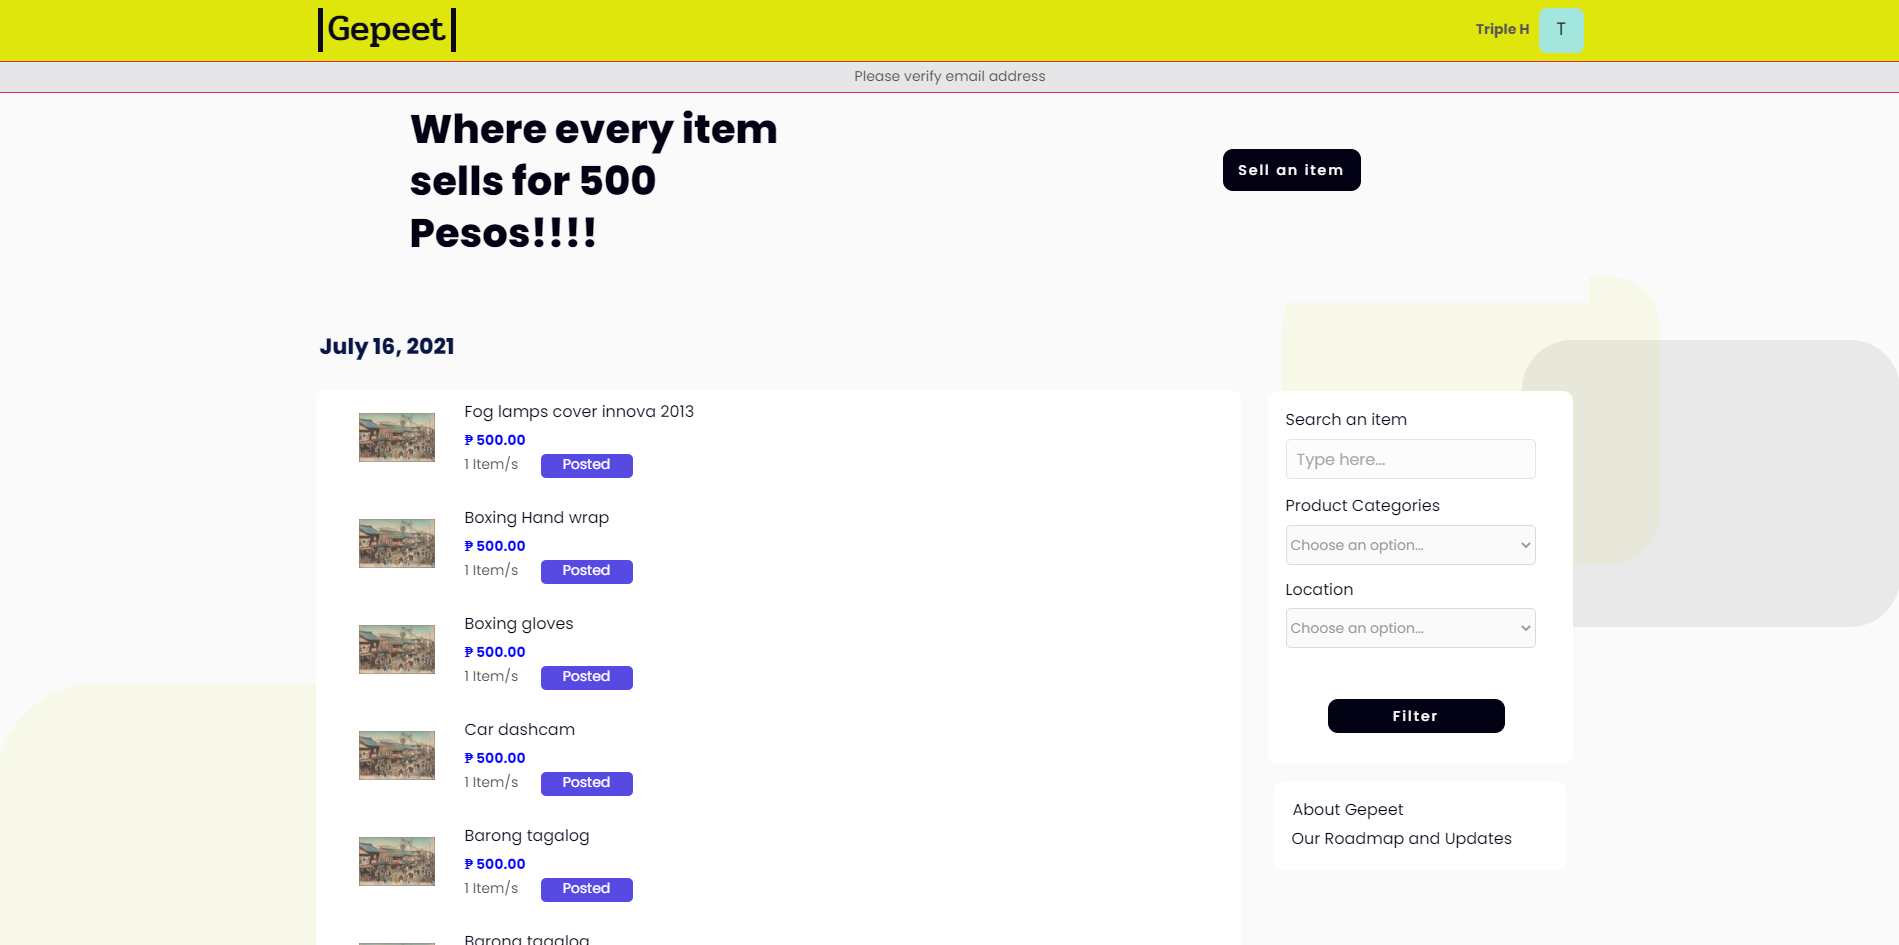 |Gepeet.|
Triple H
T
Please verify email address
Where every item
sells for 500
Pesos!!!!
Sell an item
July 16, 2021
Fog lamps cover innova 2013
₱ 500.00
1 Item/s
Posted
Boxing Hand wrap
₱ 500.00
1 Item/s
Posted
Boxing gloves
₱ 500.00
1 Item/s
Posted
Car dashcam
₱ 500.00
1 Item/s
Posted
Barong tagalog
₱ 500.00
1 Item/s
Posted
Barong tagalog
Search an item
Type here...
Product Categories
Choose an option...
Location
Choose an option...
Filter
About Gepeet
Our Roadmap and Updates